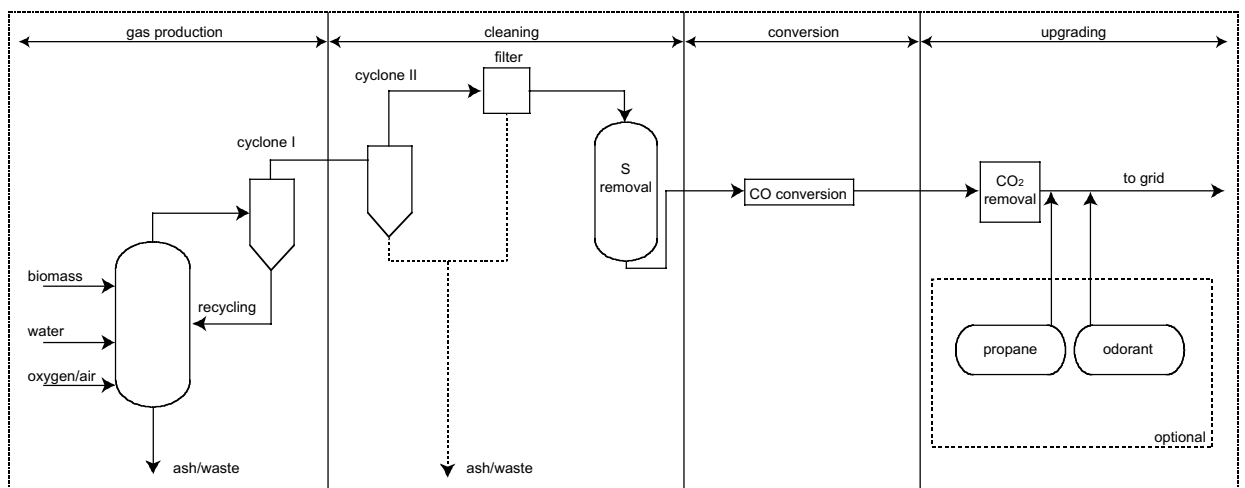 gas production
cleaning
conversion
upgrading
filter
cyclone II
cyclone I
S
removal
CO conversion
CO₂
removal
to grid
biomass
recycling
water
oxygen/air
propane
odorant
optional
ash/waste
ash/waste